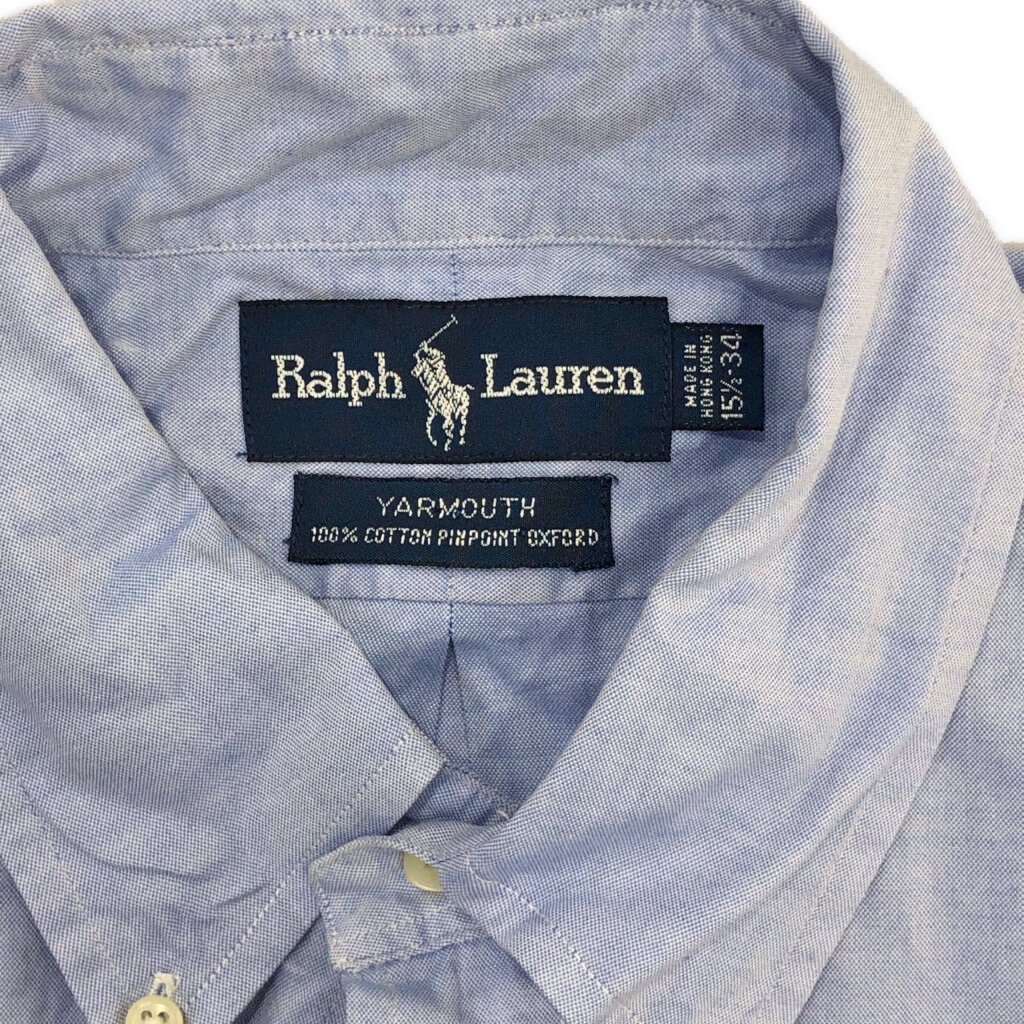 Ralph Lauren
MADE IN
HONG KONG
15½-34
YARMOUTH
100% COTTON PINPOINT OXFORD